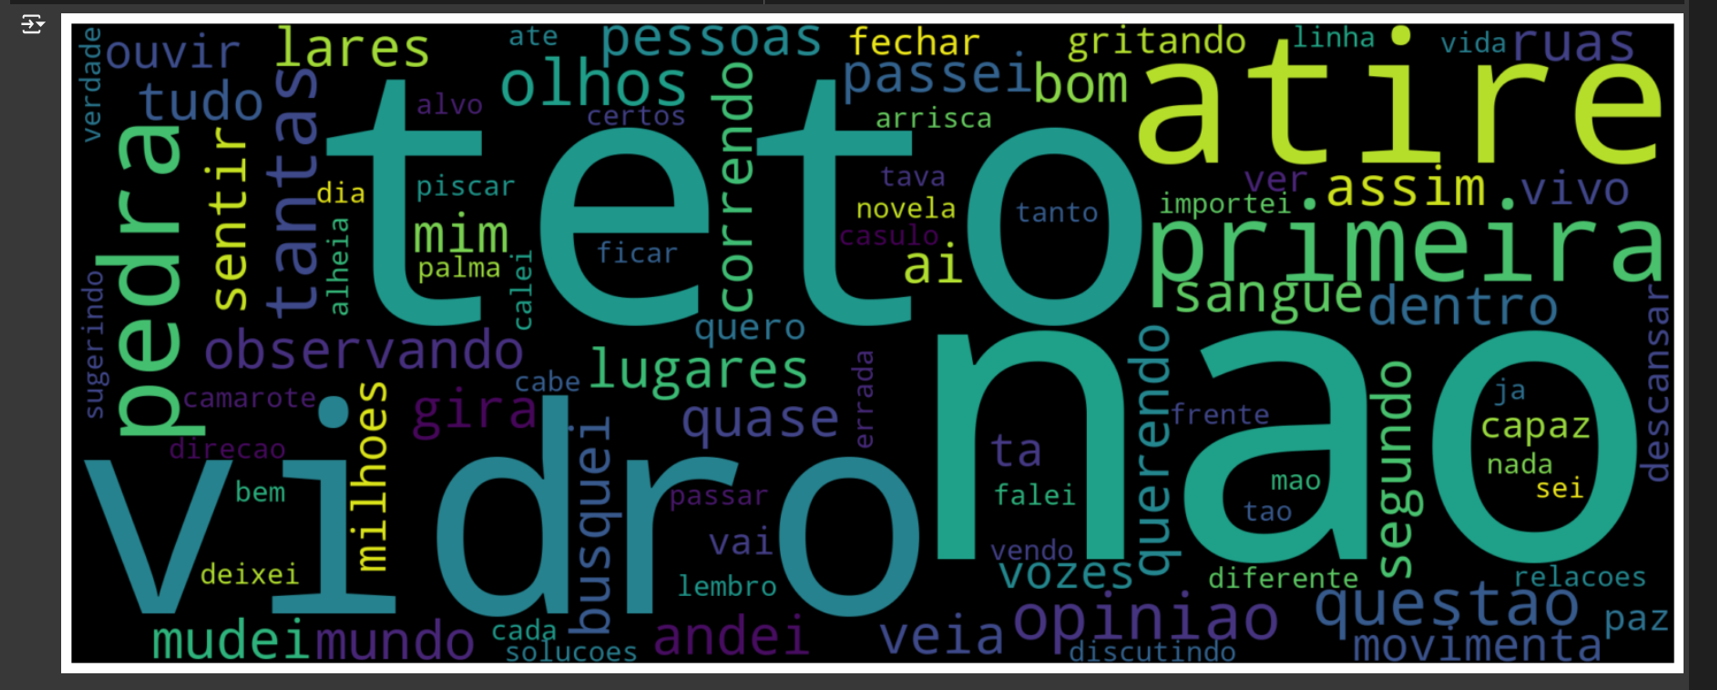 verdade
ouvir
lares
ate
pessoas
fechar
gritando
linha
vida
ruas
tudo
tantas
alvo
olhos
certos
correndo
passei
bom
atire
arrisca
pedra
sentir
dia
piscar
teto
tava
ver
assim
vivo
alheia
mim
palma
calei
ficar
novela
casulo
ai
tanto
importei
primeira
sangue
dentro
sugerindo
observando
quero
lugares
errada
nao
querendo
descansar
camarote
milhoes
gira
cabe
quase
frente
segundo
ja
capaz
nada
sei
direcao
vidro
bem
busquei
passar
ta
falei
mao
tao
deixei
vai
lembro
vendo
vozes
diferente
relacoes
mudei
mundo
cada
solucoes
andei
veia
opiniao
discutindo
questao
movimenta
paz